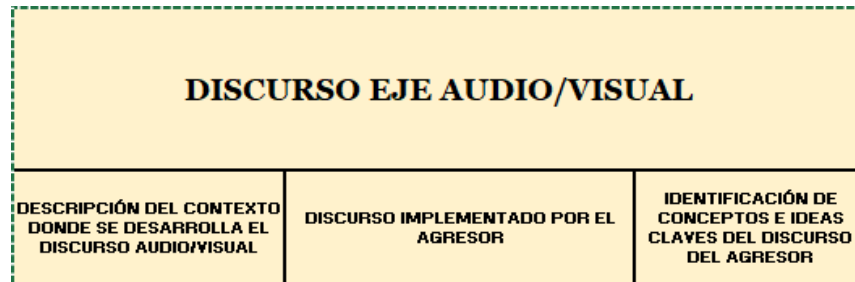 DISCURSO EJE AUDIO/VISUAL
DESCRIPCIÓN DEL CONTEXTO
DONDE SE DESARROLLA EL
DISCURSO AUDIO/VISUAL
DISCURSO IMPLEMENTADO POR EL
AGRESOR
IDENTIFICACIÓN DE
CONCEPTOS E IDEAS
CLAVES DEL DISCURSO
DEL AGRESOR